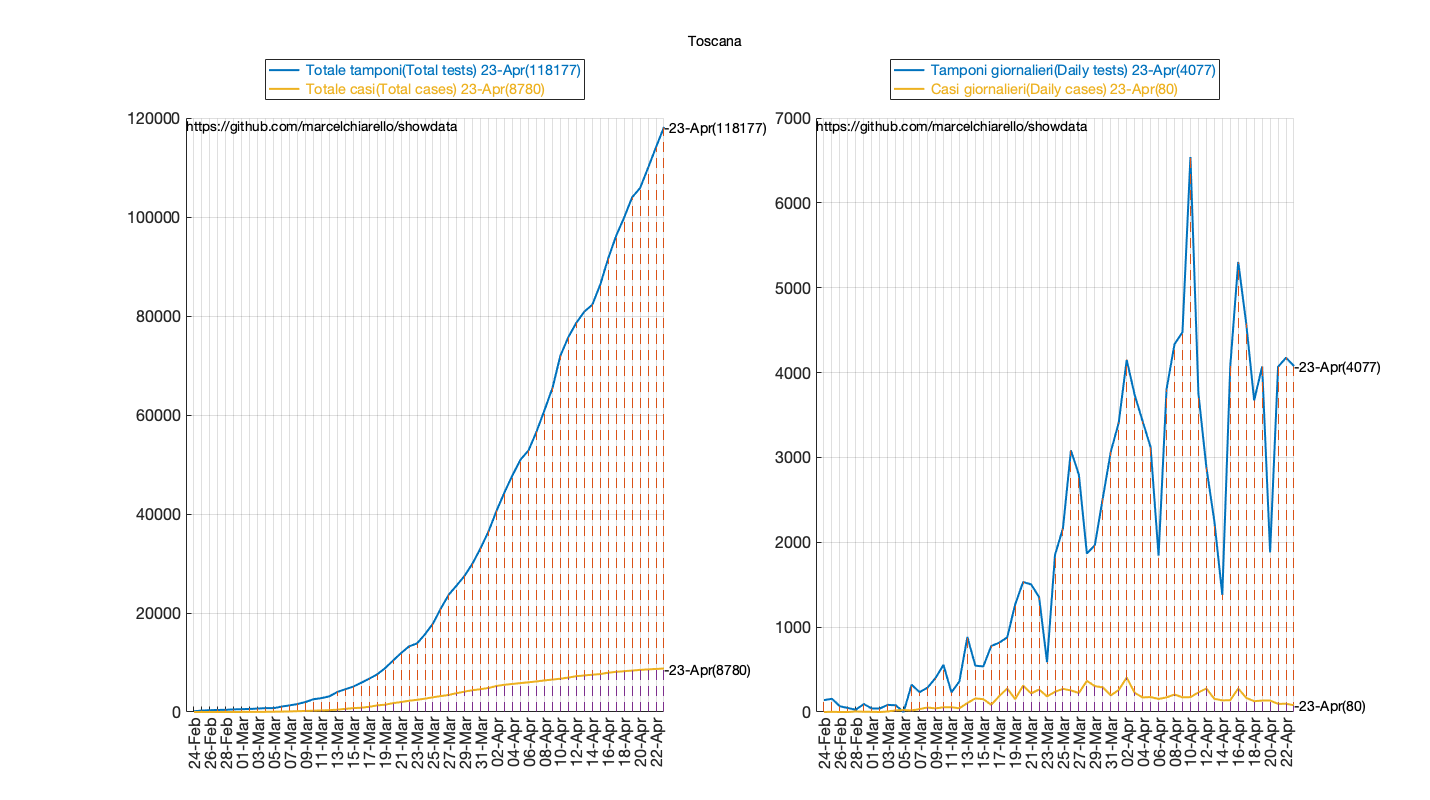 Toscana
Totale tamponi(Total tests) 23-Apr(118177)
Totale casi(Total cases) 23-Apr(8780)
120000
100000
80000
60000
40000
20000
0
https://github.com/marcelchiarello/showdata
-23-Apr(118177)
-23-Apr(8780)
24-Feb
26-Feb
28-Feb
01-Mar
03-Mar
05-Mar
07-Mar
09-Mar
11-Mar
13-Mar
15-Mar
17-Mar
19-Mar
21-Mar
23-Mar
25-Mar
27-Mar
29-Mar
31-Mar
02-Apr
04-Apr
06-Apr
08-Apr
10-Apr
12-Apr
14-Apr
16-Apr
18-Apr
20-Apr
22-Apr
Tamponi giornalieri(Daily tests) 23-Apr(4077)
Casi giornalieri(Daily cases) 23-Apr(80)
7000
6000
5000
4000
3000
2000
1000
0
https://github.com/marcelchiarello/showdata
-23-Apr(4077)
-23-Apr(80)
24-Feb
26-Feb
28-Feb
01-Mar
03-Mar
05-Mar
07-Mar
09-Mar
11-Mar
13-Mar
15-Mar
17-Mar
19-Mar
21-Mar
23-Mar
25-Mar
27-Mar
29-Mar
31-Mar
02-Apr
04-Apr
06-Apr
08-Apr
10-Apr
12-Apr
14-Apr
16-Apr
18-Apr
20-Apr
22-Apr